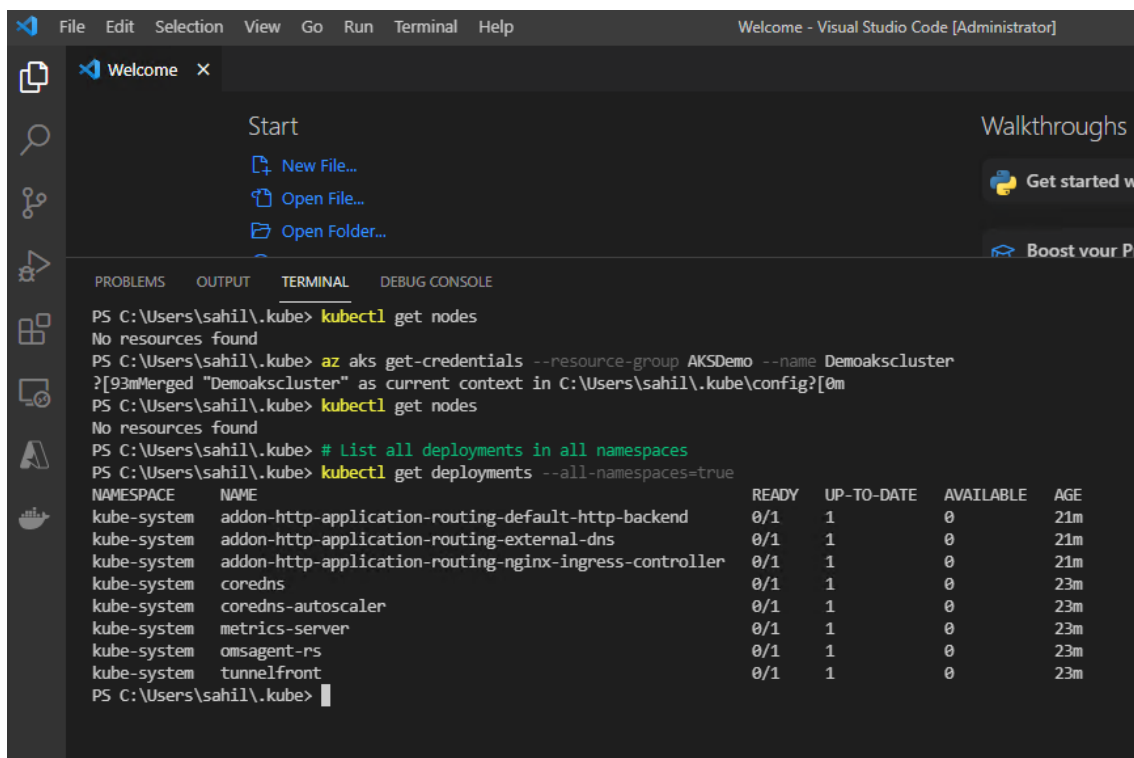 File Edit Selection View Go Run Terminal Help Welcome - Visual Studio Code [Administrator]
Welcome
Start
Walkthroughs
New File...
Open File...
Open Folder...
Get started w
Boost your P
PROBLEMS OUTPUT TERMINAL DEBUG CONSOLE
PS C:\Users\sahil\.kube> kubectl get nodes
No resources found
PS C:\Users\sahil\.kube> az aks get-credentials --resource-group AKSDemo --name Demoakscluster
?[93mMerged "Demoakscluster" as current context in C:\Users\sahil\.kube\config?[0m
PS C:\Users\sahil\.kube> kubectl get nodes
No resources found
PS C:\Users\sahil\.kube> # List all deployments in all namespaces
PS C:\Users\sahil\.kube> kubectl get deployments --all-namespaces=true
NAMESPACE NAME READY UP-TO-DATE AVAILABLE AGE
kube-system addon-http-application-routing-default-http-backend 0/1 1 0 21m
kube-system addon-http-application-routing-external-dns 0/1 1 0 21m
kube-system addon-http-application-routing-nginx-ingress-controller 0/1 1 0 21m
kube-system coredns 0/1 1 0 23m
kube-system coredns-autoscaler 0/1 1 0 23m
kube-system metrics-server 0/1 1 0 23m
kube-system omsagent-rs 0/1 1 0 23m
kube-system tunnelfront 0/1 1 0 23m
PS C:\Users\sahil\.kube>